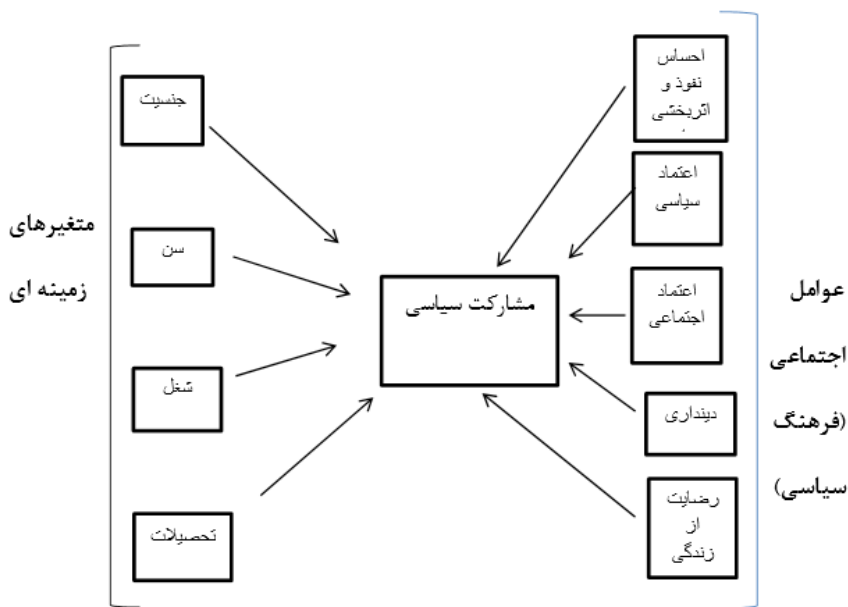 احساس
نفوذ و
اثربخشی
اعتماد
سیاسی
اعتماد
اجتماعی
دینداری
رضایت
از
زندگی
عوامل
اجتماعی
(فرهنگ
سیاسی)
مشارکت سیاسی
جنسیت
سن
شغل
تحصیلات
متغیرهای
زمینه ای